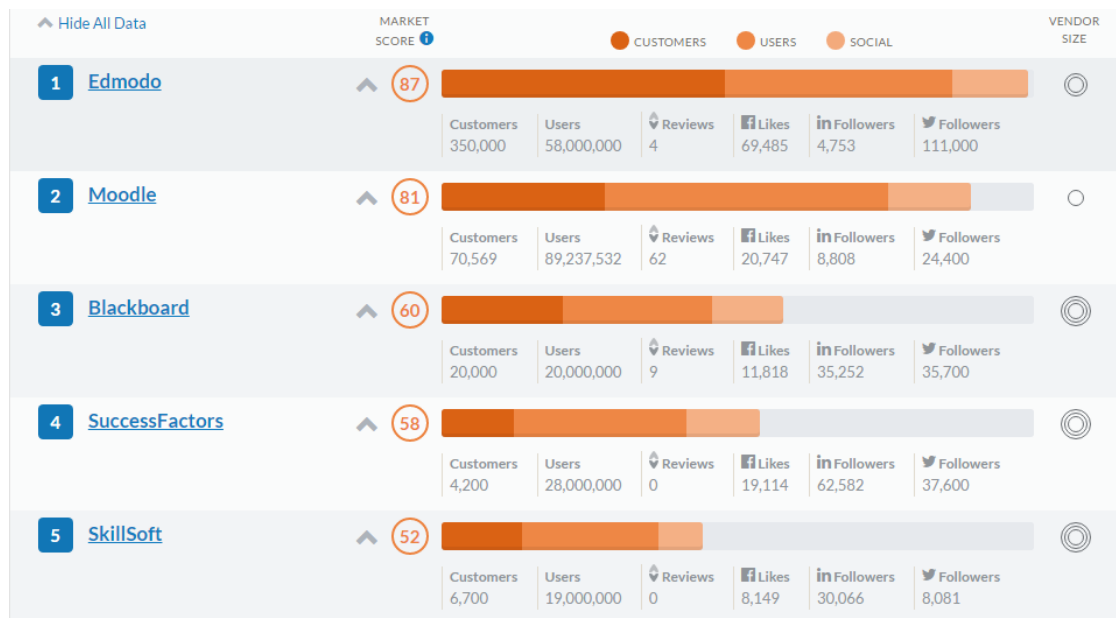 Hide All Data
MARKET
SCORE
CUSTOMERS USERS SOCIAL
VENDOR
SIZE
1 Edmodo 87
Customers Users Reviews Likes Followers Followers
350,000 58,000,000 4 69,485 4,753 111,000
2 Moodle 81
Customers Users Reviews Likes Followers Followers
70,569 89,237,532 62 20,747 8,808 24,400
3 Blackboard 60
Customers Users Reviews Likes Followers Followers
20,000 20,000,000 9 11,818 35,252 35,700
4 SuccessFactors 58
Customers Users Reviews Likes Followers Followers
4,200 28,000,000 0 19,114 62,582 37,600
5 SkillSoft 52
Customers Users Reviews Likes Followers Followers
6,700 19,000,000 0 8,149 30,066 8,081